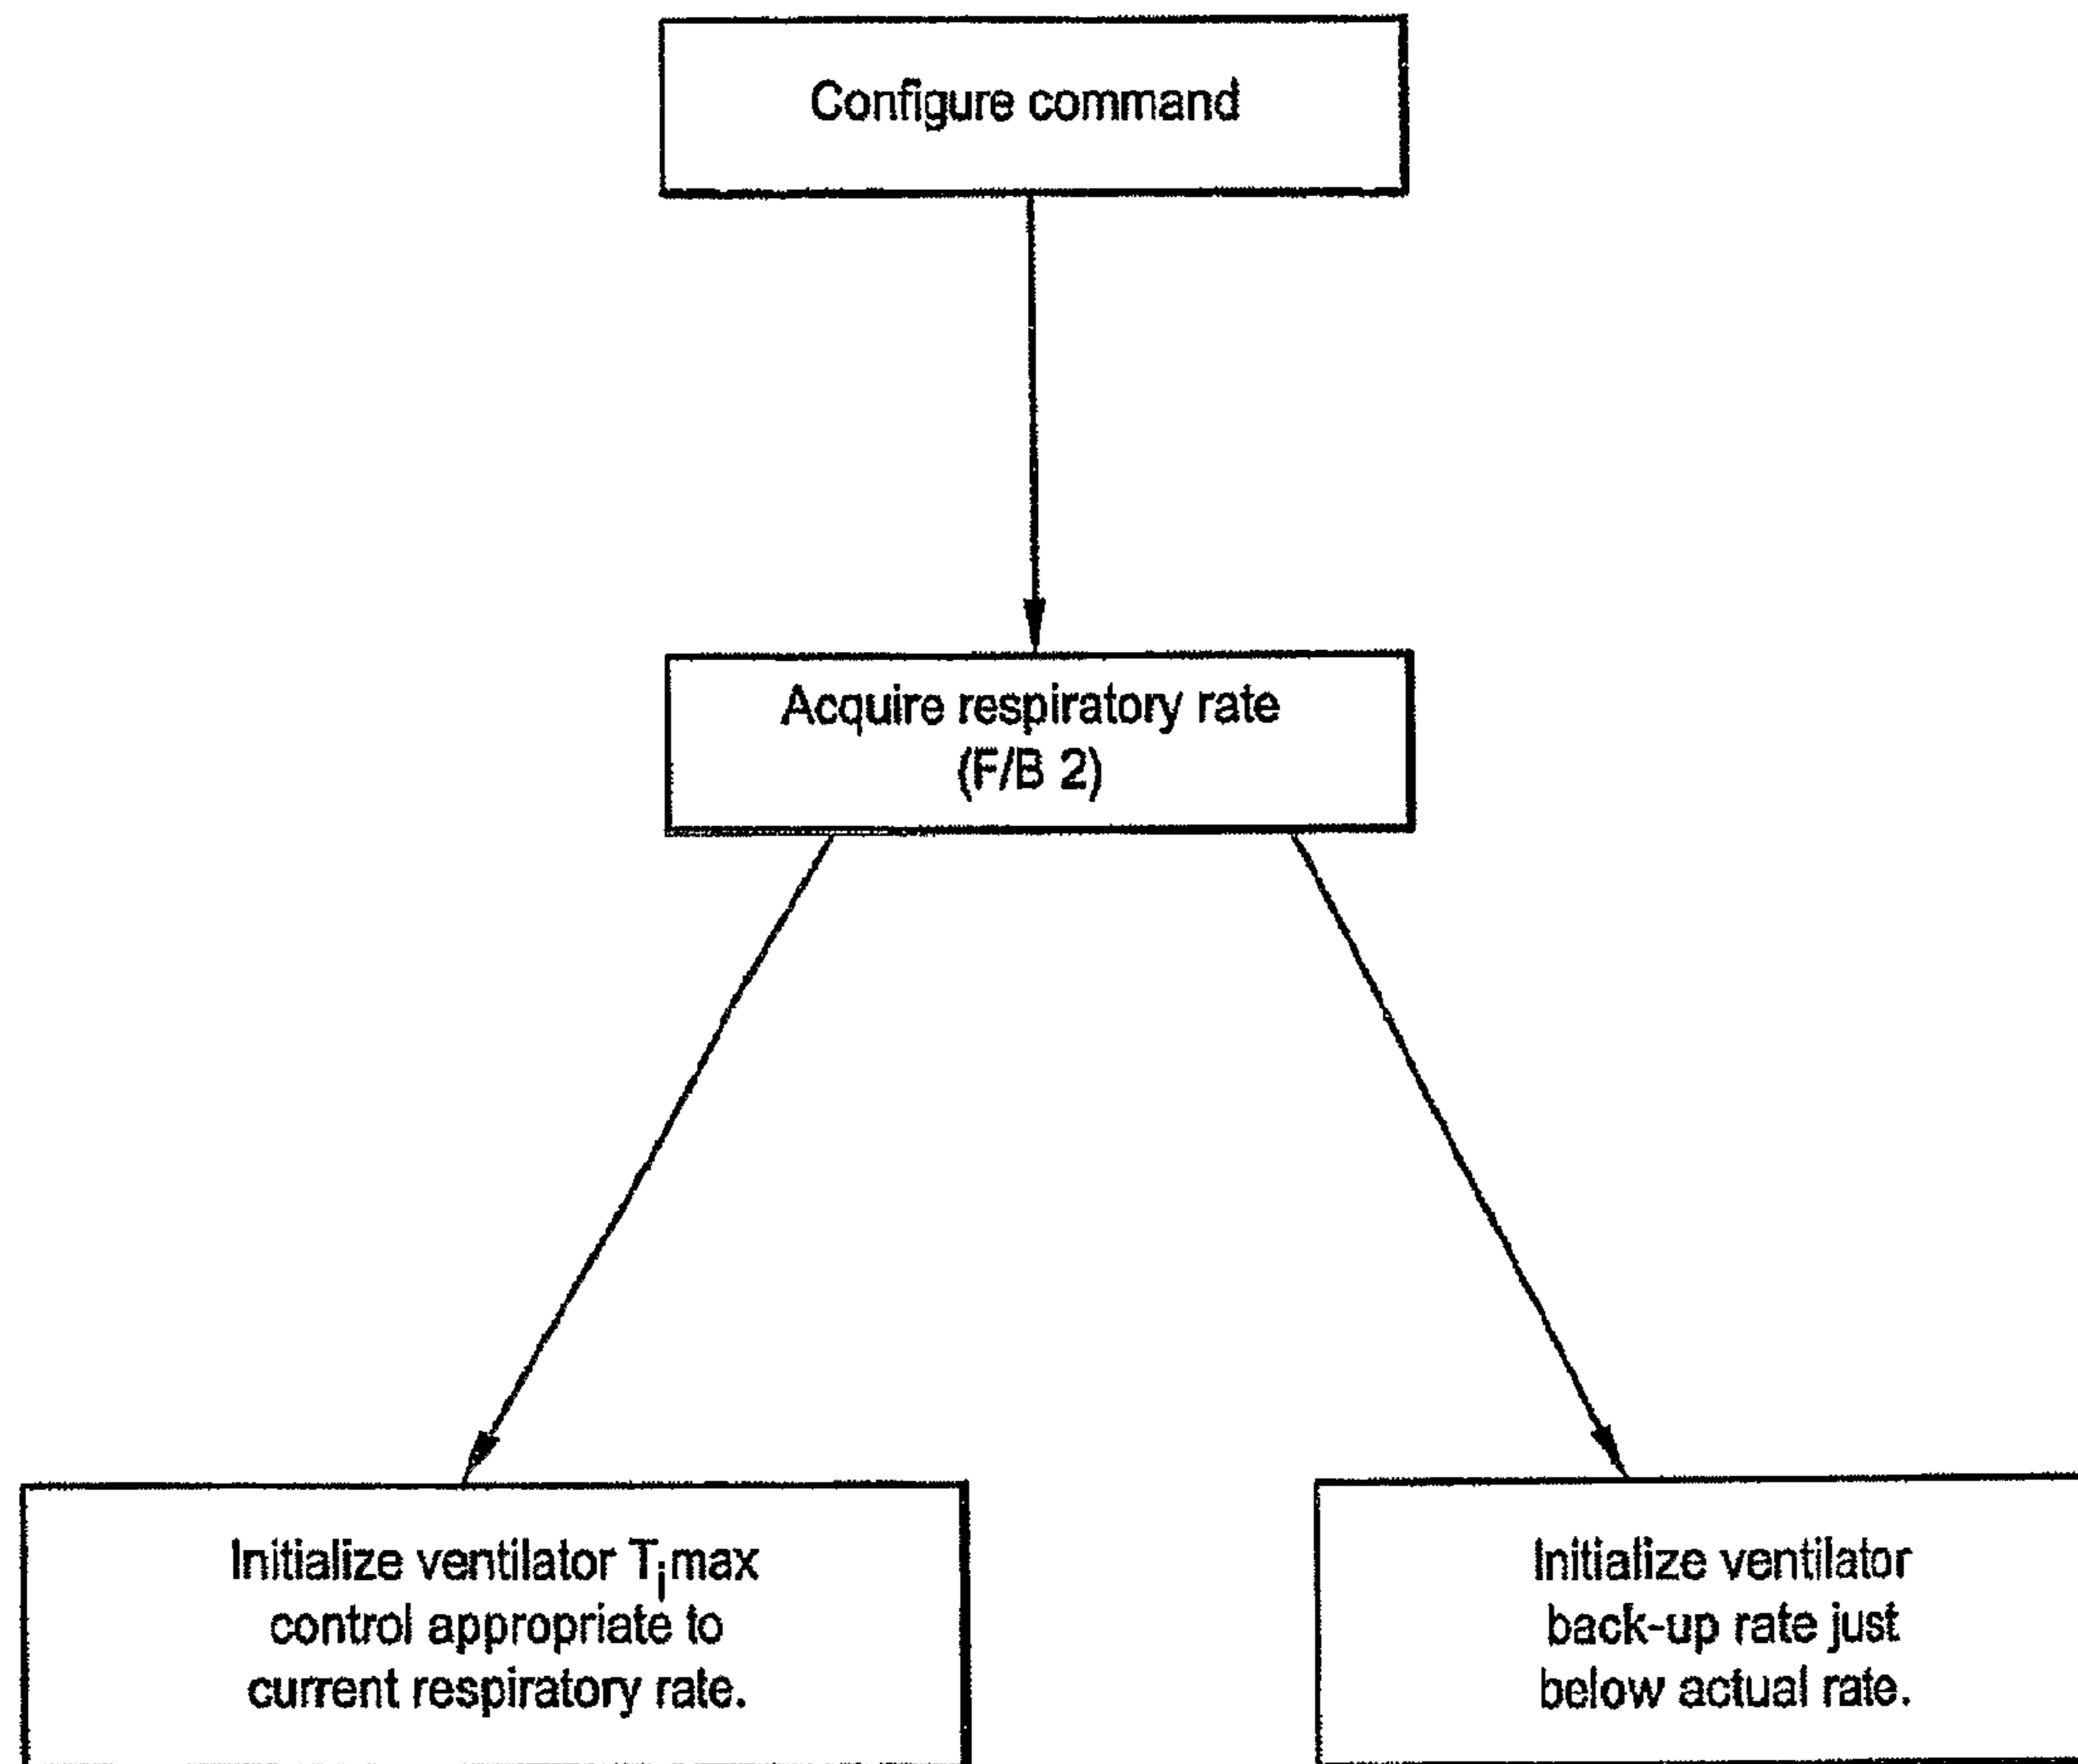 Configure command
Acquire respiratory rate
(F/B 2)
Initialize ventilator Timax
control appropriate to
current respiratory rate.
Initialize ventilator
back-up rate just
below actual rate.